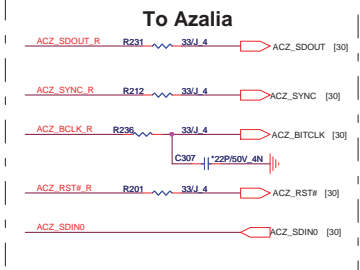 To Azalia
ACZ_SDOUT_R R231 33/J_4 ACZ_SDOUT [30]
ACZ_SYNC_R R212 33/J_4 ACZ_SYNC [30]
ACZ_BCLK_R R236 33/J_4 ACZ_BITCLK [30]
C307 *22P/50V_4N
ACZ_RST#_R R201 33/J_4 ACZ_RST# [30]
ACZ_SDIN0 ACZ_SDIN0 [30]